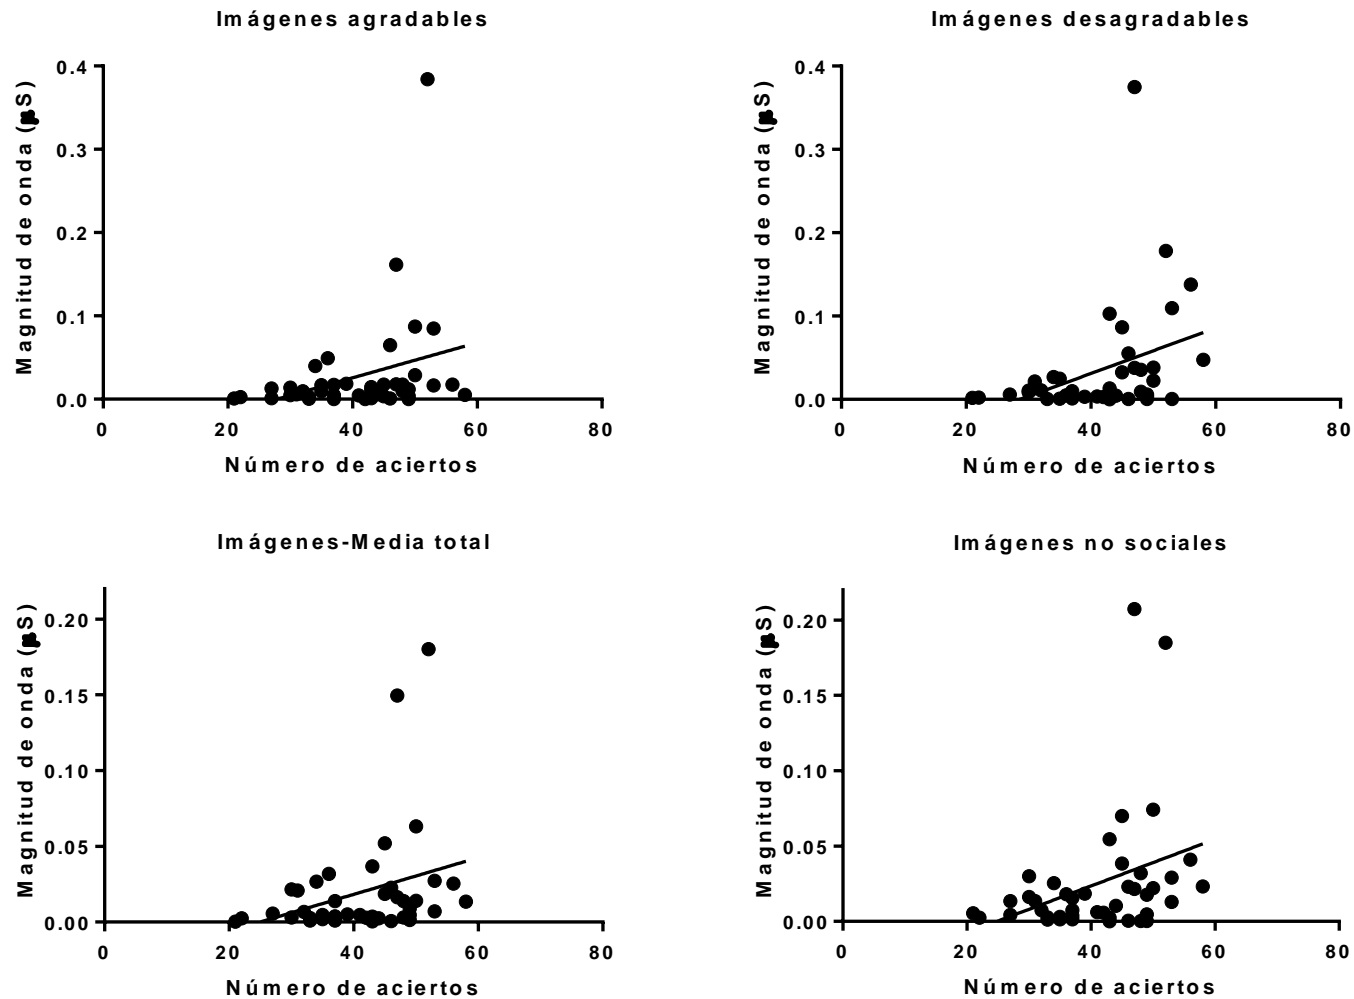 Imágenes agradables
Magnitud de onda (µS)
0.4
0.3
0.2
0.1
0.0
0 20 40 60 80
Número de aciertos
Imágenes desagradables
Magnitud de onda (µS)
0.4
0.3
0.2
0.1
0.0
0 20 40 60 80
Número de aciertos
Imágenes-Media total
Magnitud de onda (µS)
0.20
0.15
0.10
0.05
0.00
0 20 40 60 80
Número de aciertos
Imágenes no sociales
Magnitud de onda (µS)
0.20
0.15
0.10
0.05
0.00
0 20 40 60 80
Número de aciertos